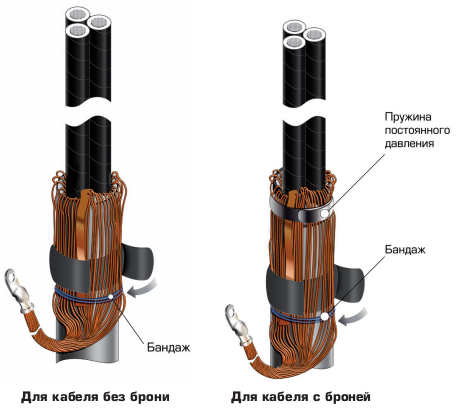 Пружина
постоянного
давления
Бандаж
Бандаж
Для кабеля без брони
Для кабеля с броней